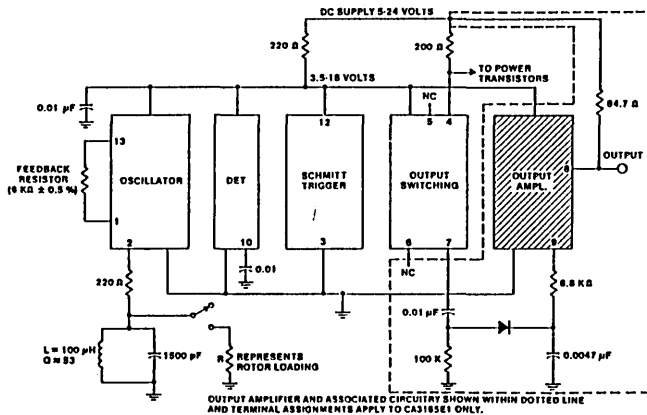 DC SUPPLY 5-24 VOLTS
220 Ω
200 Ω
TO POWER
TRANSISTORS
3.5-18 VOLTS
NC
0.01 µF
84.7 Ω
13
12
5 4
FEEDBACK
RESISTOR
(6 KΩ ± 0.5 %)
OSCILLATOR
DET
SCHMITT
TRIGGER
OUTPUT
SWITCHING
OUTPUT
AMPL.
8
OUTPUT
1
2
10
3
6
7
9
0.01
NC
220 Ω
6.8 KΩ
0.01 µF
L = 100 µH
Q ≈ 53
1500 pF
R
REPRESENTS
ROTOR LOADING
100 K
0.0047 µF
OUTPUT AMPLIFIER AND ASSOCIATED CIRCUITRY SHOWN WITHIN DOTTED LINE
AND TERMINAL ASSIGNMENTS APPLY TO CA3165E1 ONLY.